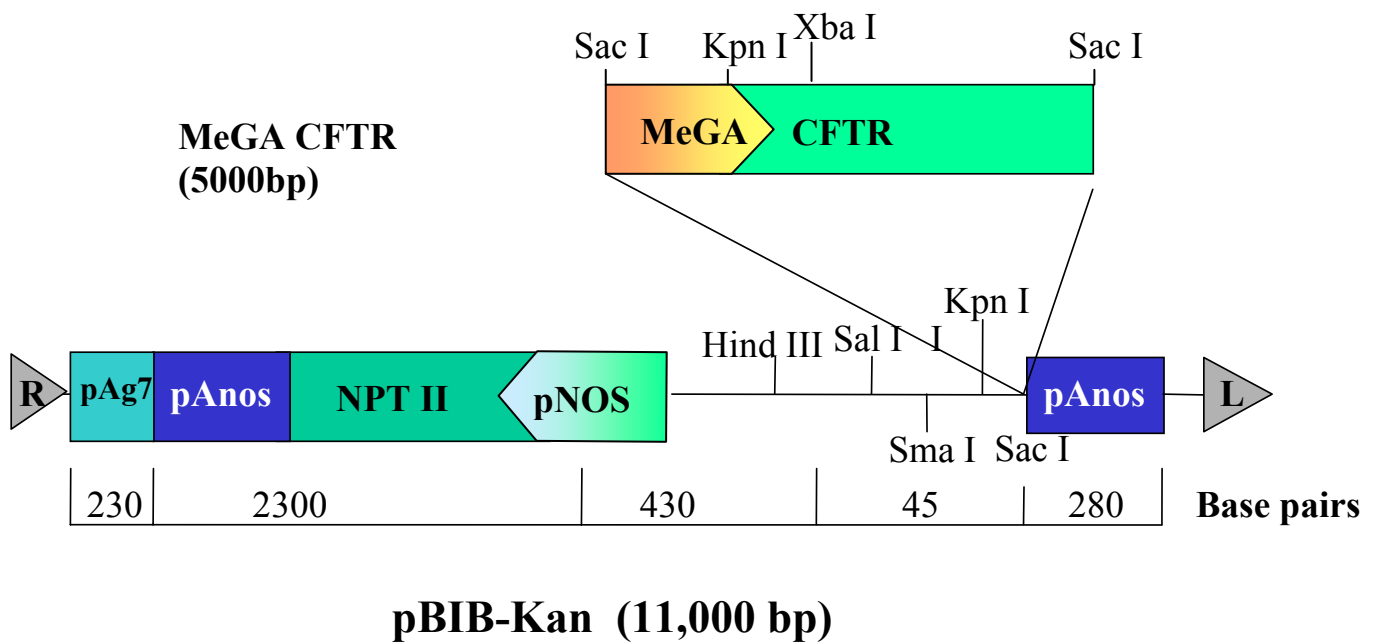 Sac I Kpn I Xba I Sac I
MeGA CFTR
(5000bp)
MeGA CFTR
Hind III Sal I I Kpn I
R pAg7 pAnos NPT II pNOS pAnos L
Sma I Sac I
230 2300 430 45 280 Base pairs
pBIB-Kan (11,000 bp)